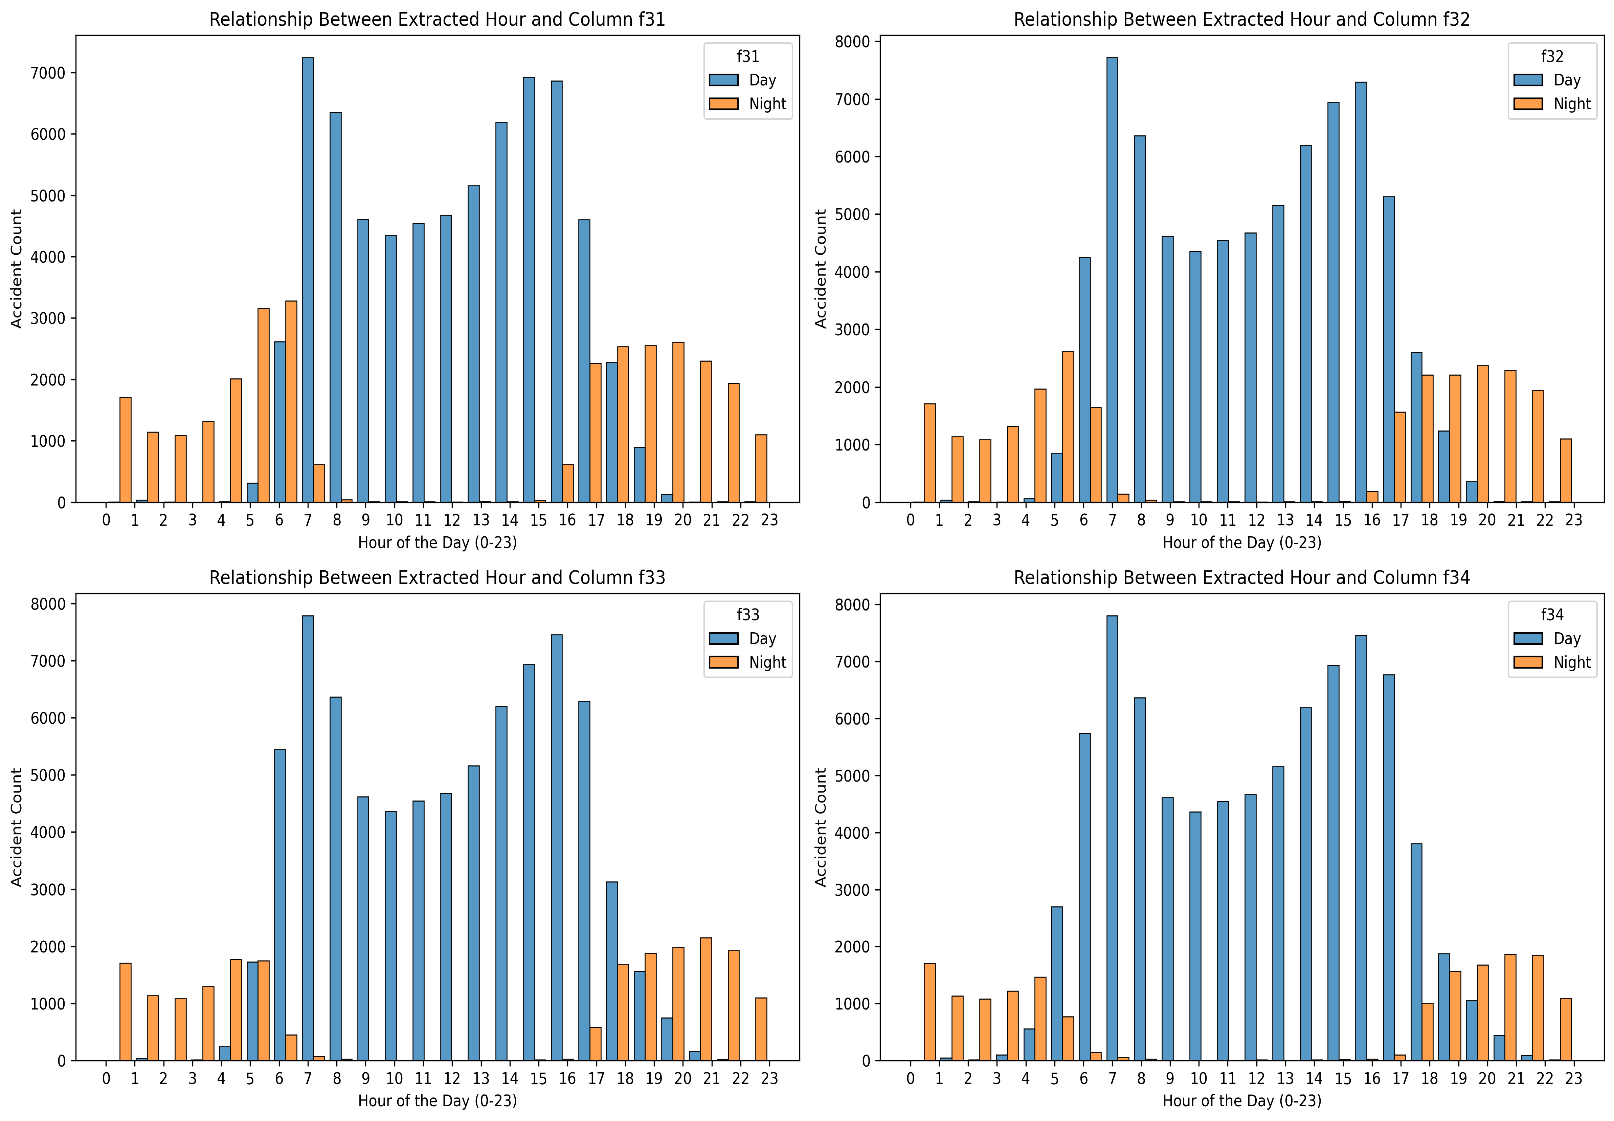 Relationship Between Extracted Hour and Column f31
Accident Count
7000
6000
5000
4000
3000
2000
1000
0
f31
Day
Night
0 1 2 3 4 5 6 7 8 9 10 11 12 13 14 15 16 17 18 19 20 21 22 23
Hour of the Day (0-23)
Relationship Between Extracted Hour and Column f32
Accident Count
8000
7000
6000
5000
4000
3000
2000
1000
0
f32
Day
Night
0 1 2 3 4 5 6 7 8 9 10 11 12 13 14 15 16 17 18 19 20 21 22 23
Hour of the Day (0-23)
Relationship Between Extracted Hour and Column f33
Accident Count
8000
7000
6000
5000
4000
3000
2000
1000
0
f33
Day
Night
0 1 2 3 4 5 6 7 8 9 10 11 12 13 14 15 16 17 18 19 20 21 22 23
Hour of the Day (0-23)
Relationship Between Extracted Hour and Column f34
Accident Count
8000
7000
6000
5000
4000
3000
2000
1000
0
f34
Day
Night
0 1 2 3 4 5 6 7 8 9 10 11 12 13 14 15 16 17 18 19 20 21 22 23
Hour of the Day (0-23)